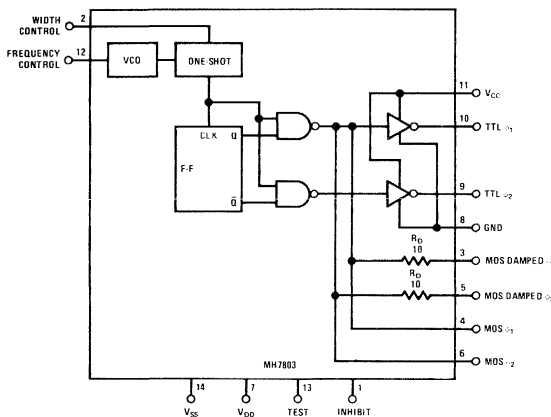 WIDTH CONTROL 2
FREQUENCY CONTROL 12
VCO
ONE-SHOT
CLK Q
F-F
Q̅
11 VCC
10 TTL φ1
9 TTL φ2
8 GND
RD
10
3 MOS DAMPED
RD
10
5 MOS DAMPED
4 MOS φ1
6 MOS φ2
MH7803
14 7 13 1
VSS VDD TEST INHIBIT